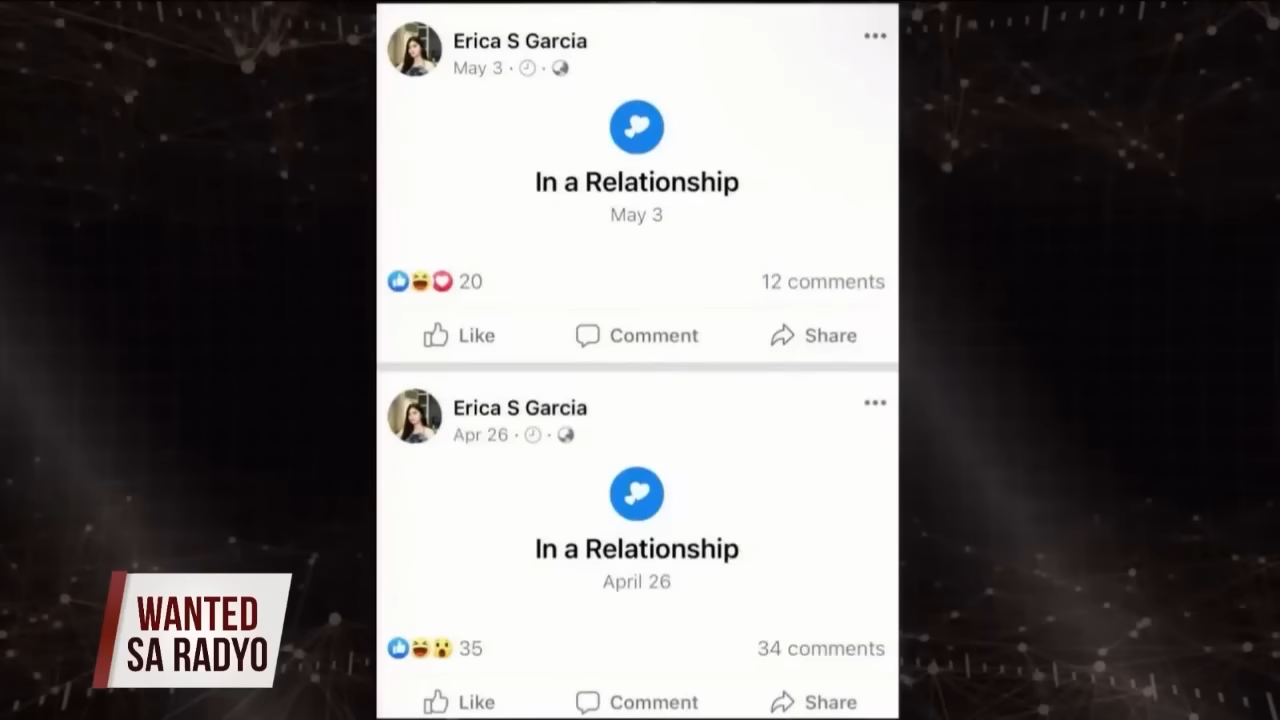 Erica S Garcia
May 3
In a Relationship
May 3
20
12 comments
Like
Comment
Share
Erica S Garcia
Apr 26
In a Relationship
April 26
35
34 comments
Like
Comment
Share
WANTED
SA RADYO